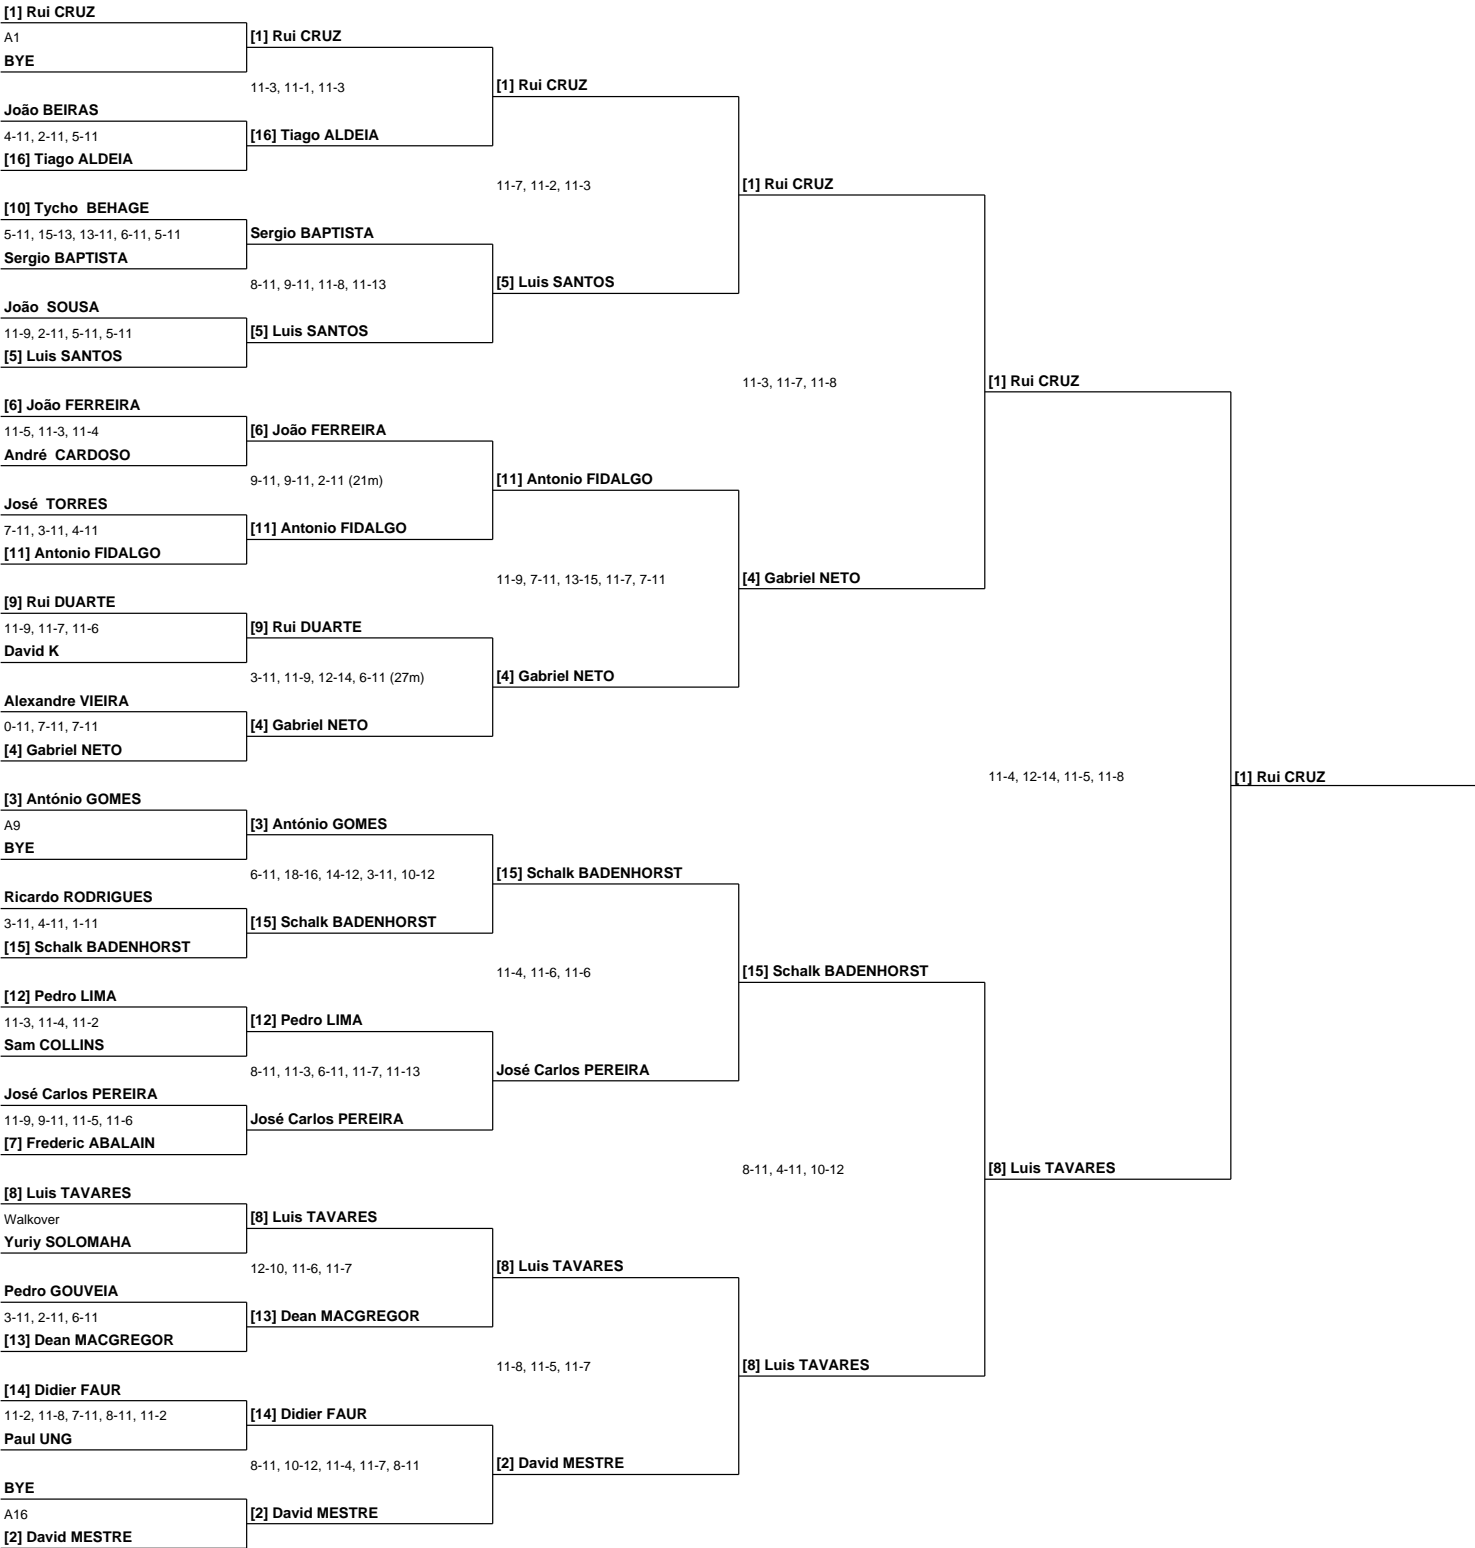 [1] Rui CRUZ
A1
BYE
João BEIRAS
4-11, 2-11, 5-11
[16] Tiago ALDEIA
[10] Tycho  BEHAGE
5-11, 15-13, 13-11, 6-11, 5-11
Sergio BAPTISTA
João  SOUSA
11-9, 2-11, 5-11, 5-11
[5] Luis SANTOS
[6] João FERREIRA
11-5, 11-3, 11-4
André  CARDOSO
José  TORRES
7-11, 3-11, 4-11
[11] Antonio FIDALGO
[9] Rui DUARTE
11-9, 11-7, 11-6
David K
Alexandre VIEIRA
0-11, 7-11, 7-11
[4] Gabriel NETO
[3] António GOMES
A9
BYE
Ricardo RODRIGUES
3-11, 4-11, 1-11
[15] Schalk BADENHORST
[12] Pedro LIMA
11-3, 11-4, 11-2
Sam COLLINS
José Carlos PEREIRA
11-9, 9-11, 11-5, 11-6
[7] Frederic ABALAIN
[8] Luis TAVARES
Walkover
Yuriy SOLOMAHA
Pedro GOUVEIA
3-11, 2-11, 6-11
[13] Dean MACGREGOR
[14] Didier FAUR
11-2, 11-8, 7-11, 8-11, 11-2
Paul UNG
BYE
A16
[2] David MESTRE
[1] Rui CRUZ
11-3, 11-1, 11-3
[16] Tiago ALDEIA
Sergio BAPTISTA
8-11, 9-11, 11-8, 11-13
[5] Luis SANTOS
[6] João FERREIRA
9-11, 9-11, 2-11 (21m)
[11] Antonio FIDALGO
[9] Rui DUARTE
3-11, 11-9, 12-14, 6-11 (27m)
[4] Gabriel NETO
[3] António GOMES
6-11, 18-16, 14-12, 3-11, 10-12
[15] Schalk BADENHORST
[12] Pedro LIMA
8-11, 11-3, 6-11, 11-7, 11-13
José Carlos PEREIRA
[8] Luis TAVARES
12-10, 11-6, 11-7
[13] Dean MACGREGOR
[14] Didier FAUR
8-11, 10-12, 11-4, 11-7, 8-11
[2] David MESTRE
[1] Rui CRUZ
11-7, 11-2, 11-3
[5] Luis SANTOS
[11] Antonio FIDALGO
11-9, 7-11, 13-15, 11-7, 7-11
[4] Gabriel NETO
[15] Schalk BADENHORST
11-4, 11-6, 11-6
José Carlos PEREIRA
[8] Luis TAVARES
11-8, 11-5, 11-7
[2] David MESTRE
[1] Rui CRUZ
11-3, 11-7, 11-8
[4] Gabriel NETO
[15] Schalk BADENHORST
8-11, 4-11, 10-12
[8] Luis TAVARES
[1] Rui CRUZ
11-4, 12-14, 11-5, 11-8
[8] Luis TAVARES
[1] Rui CRUZ